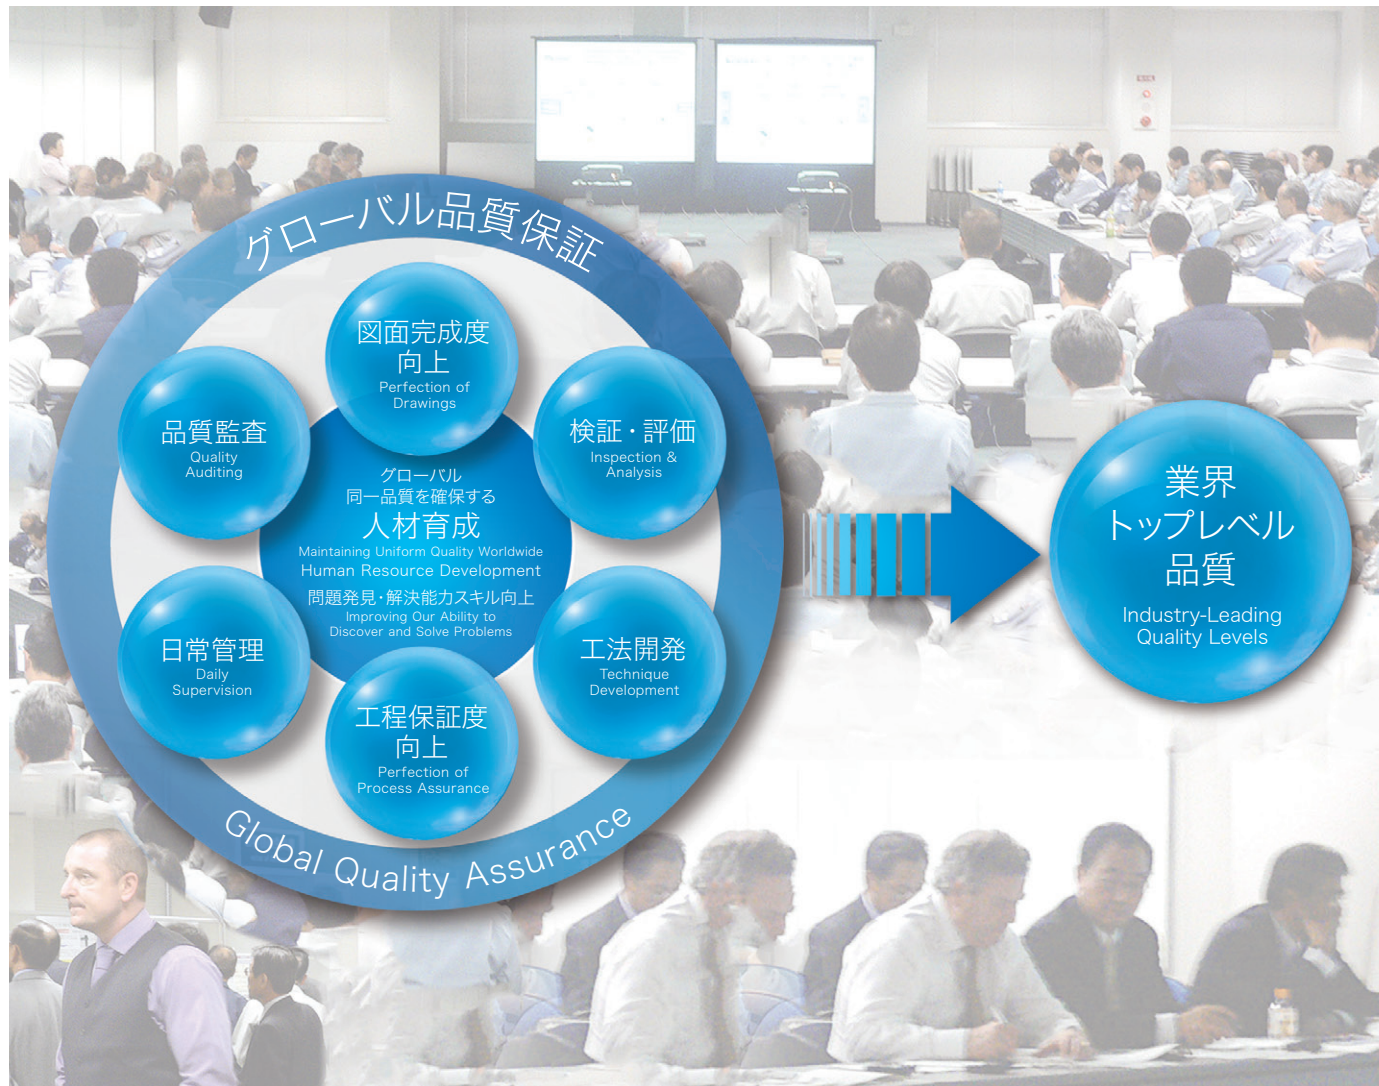 グローバル品質保証
図面完成度
向上
Perfection of
Drawings
品質監査
Quality
Auditing
検証・評価
Inspection &
Analysis
グローバル
同一品質を確保する
人材育成
Maintaining Uniform Quality Worldwide
Human Resource Development
問題発見・解決能力スキル向上
Improving Our Ability to
Discover and Solve Problems
日常管理
Daily
Supervision
工法開発
Technique
Development
工程保証度
向上
Perfection of
Process Assurance
Global Quality Assurance
業界
トップレベル
品質
Industry-Leading
Quality Levels